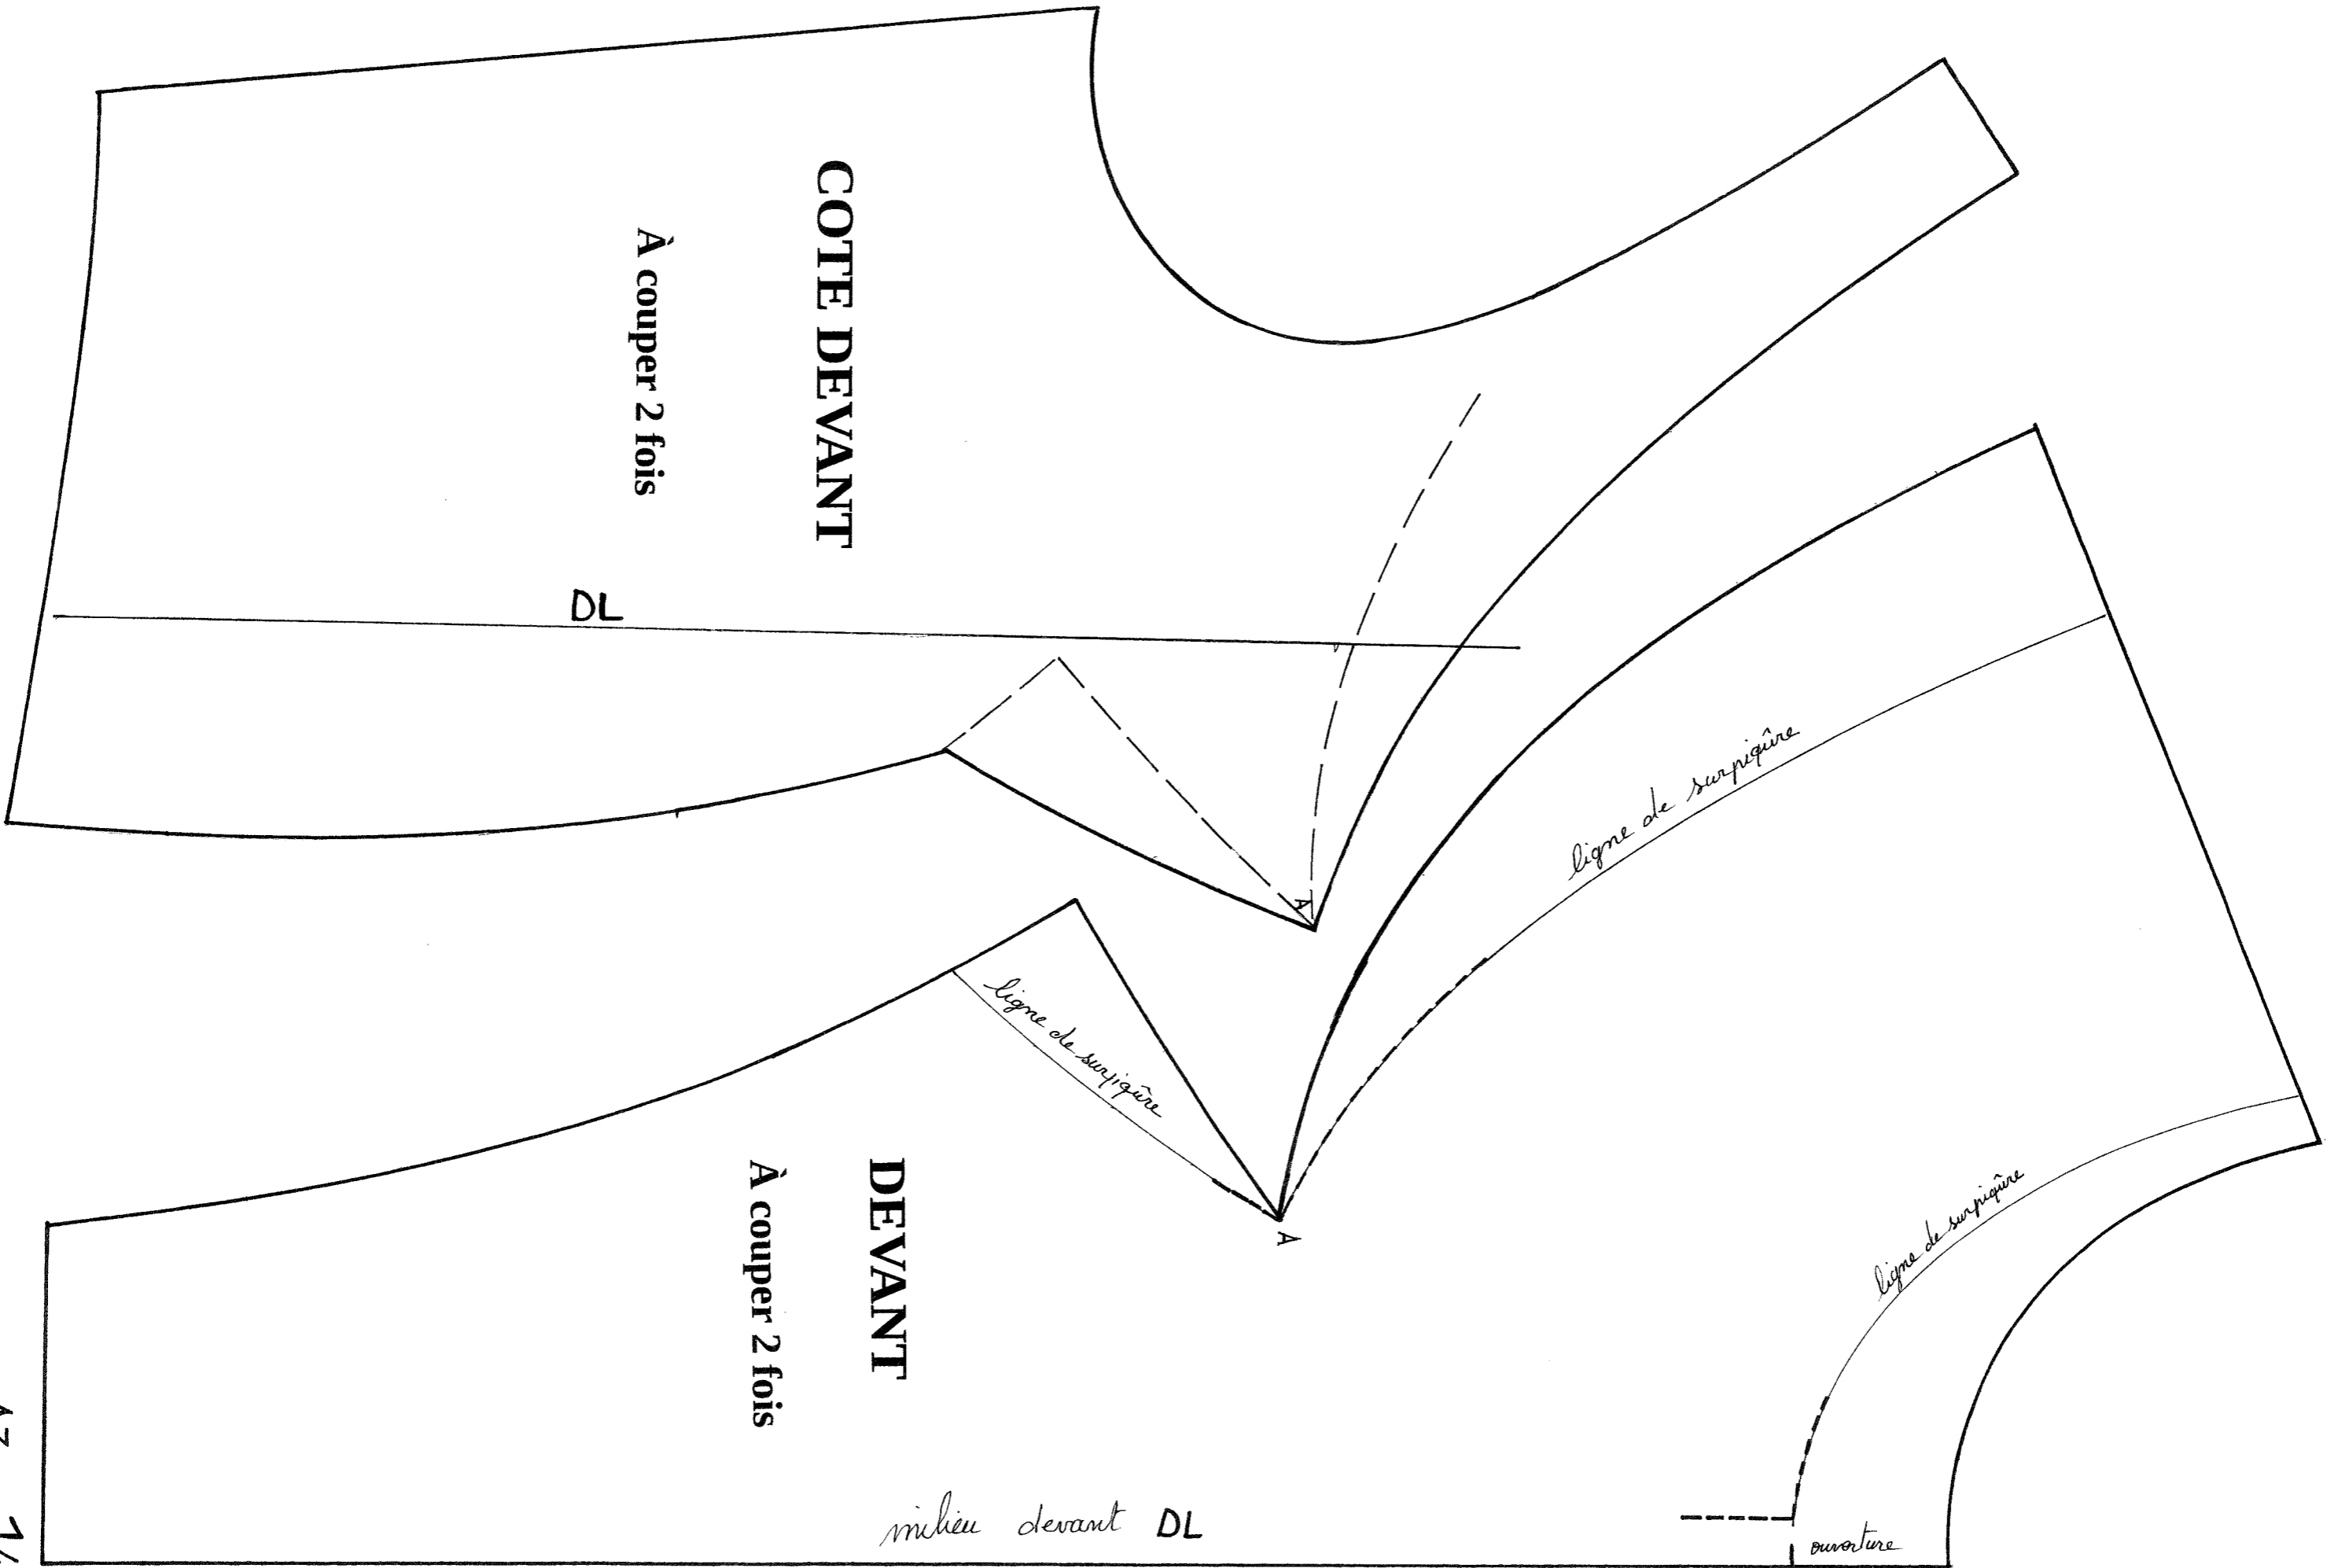 COTE DEVANT
À couper 2 fois
DL
A
ligne de surpiqûre
ligne de surpiqûre
A
ligne de surpiqûre
DEVANT
À couper 2 fois
milieu devant DL
ouverture